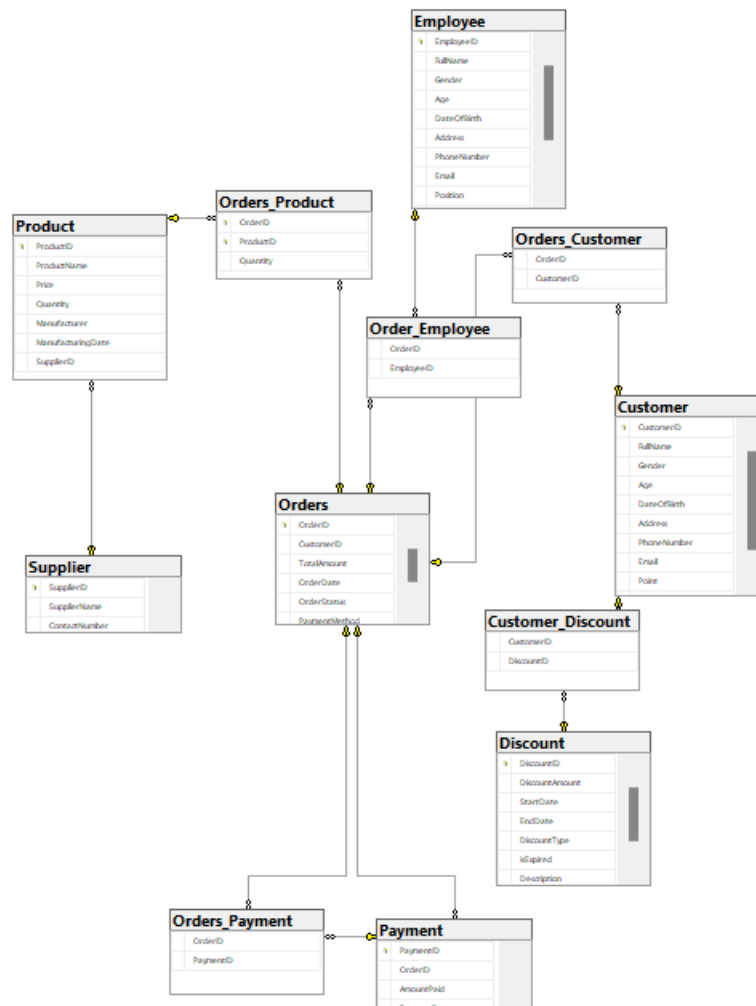 Employee
EmployeeID
FullName
Gender
Age
DateOfBirth
Address
PhoneNumber
Email
Position
Orders_Product
OrderID
ProductID
Quantity
Product
ProductID
ProductName
Price
Quantity
Manufacturer
ManufacturingDate
SupplierID
Orders_Customer
OrderID
CustomerID
Order_Employee
OrderID
EmployeeID
Customer
CustomerID
FullName
Gender
Age
DateOfBirth
Address
PhoneNumber
Email
Point
Orders
OrderID
CustomerID
TotalAmount
OrderDate
OrderStatus
PaymentMethod
Supplier
SupplierID
SupplierName
ContactNumber
Customer_Discount
CustomerID
DiscountID
Discount
DiscountID
DiscountAmount
StartDate
EndDate
DiscountType
isExpired
Description
Orders_Payment
OrderID
PaymentID
Payment
PaymentID
OrderID
AmountPaid